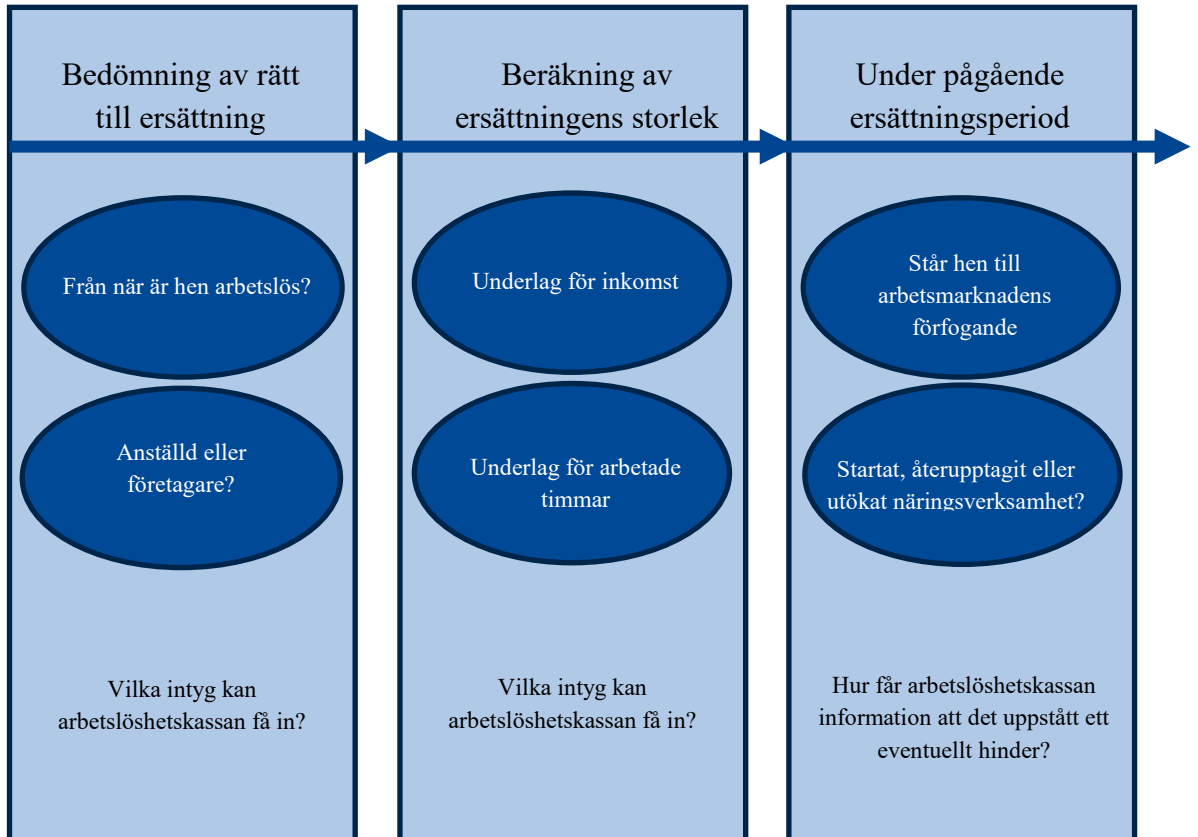 Bedömning av rätt
till ersättning
Från när är hen arbetslös?
Anställd eller
företagare?
Vilka intyg kan
arbetslöshetskassan få in?
Beräkning av
ersättningens storlek
Underlag för inkomst
Underlag för arbetade
timmar
Vilka intyg kan
arbetslöshetskassan få in?
Under pågående
ersättningsperiod
Står hen till
arbetsmarknadens
förfogande
Startat, återupptagit eller
utökat näringsverksamhet?
Hur får arbetslöshetskassan
information att det uppstått ett
eventuellt hinder?